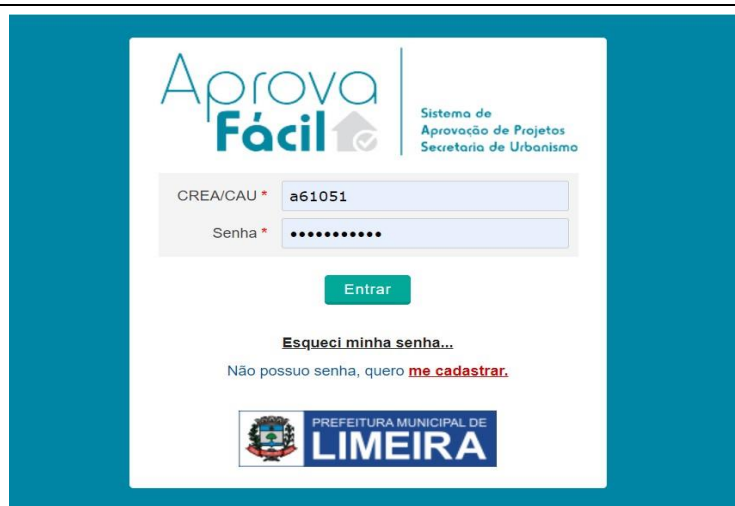 Aprova
Fácil
Sistema de
Aprovação de Projetos
Secretaria de Urbanismo
CREA/CAU * a61051
Senha * •••••••••••
Entrar
Esqueci minha senha...
Não possuo senha, quero me cadastrar.
PREFEITURA MUNICIPAL DE
LIMEIRA